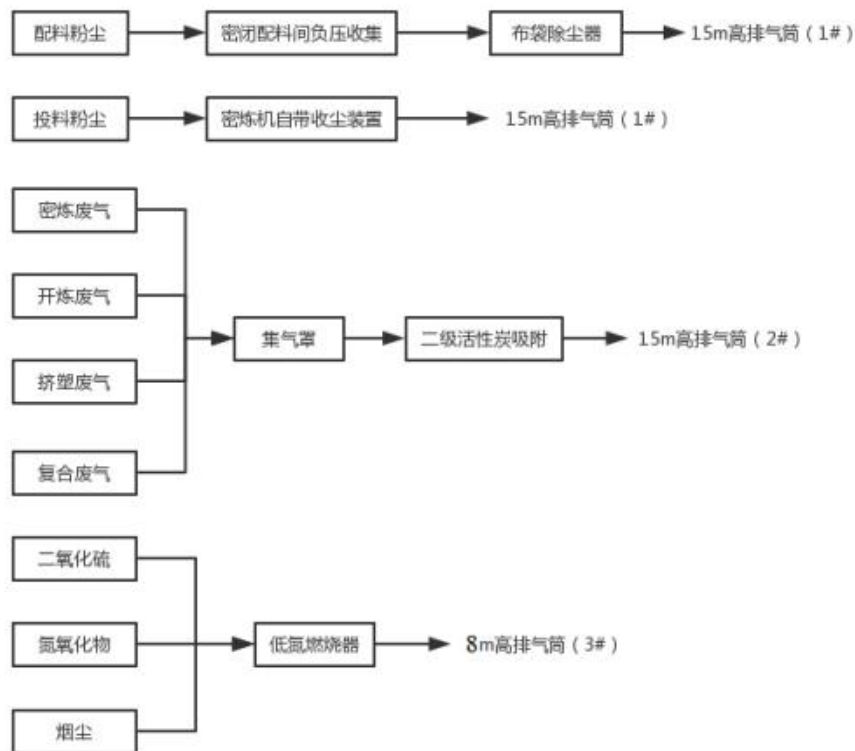 配料粉尘 密闭配料间负压收集 布袋除尘器 15m高排气筒（1#）
投料粉尘 密炼机自带收尘装置 15m高排气筒（1#）
密炼废气
开炼废气
集气罩 二级活性炭吸附 15m高排气筒（2#）
挤塑废气
复合废气
二氧化硫
氮氧化物 低氮燃烧器 8m高排气筒（3#）
烟尘